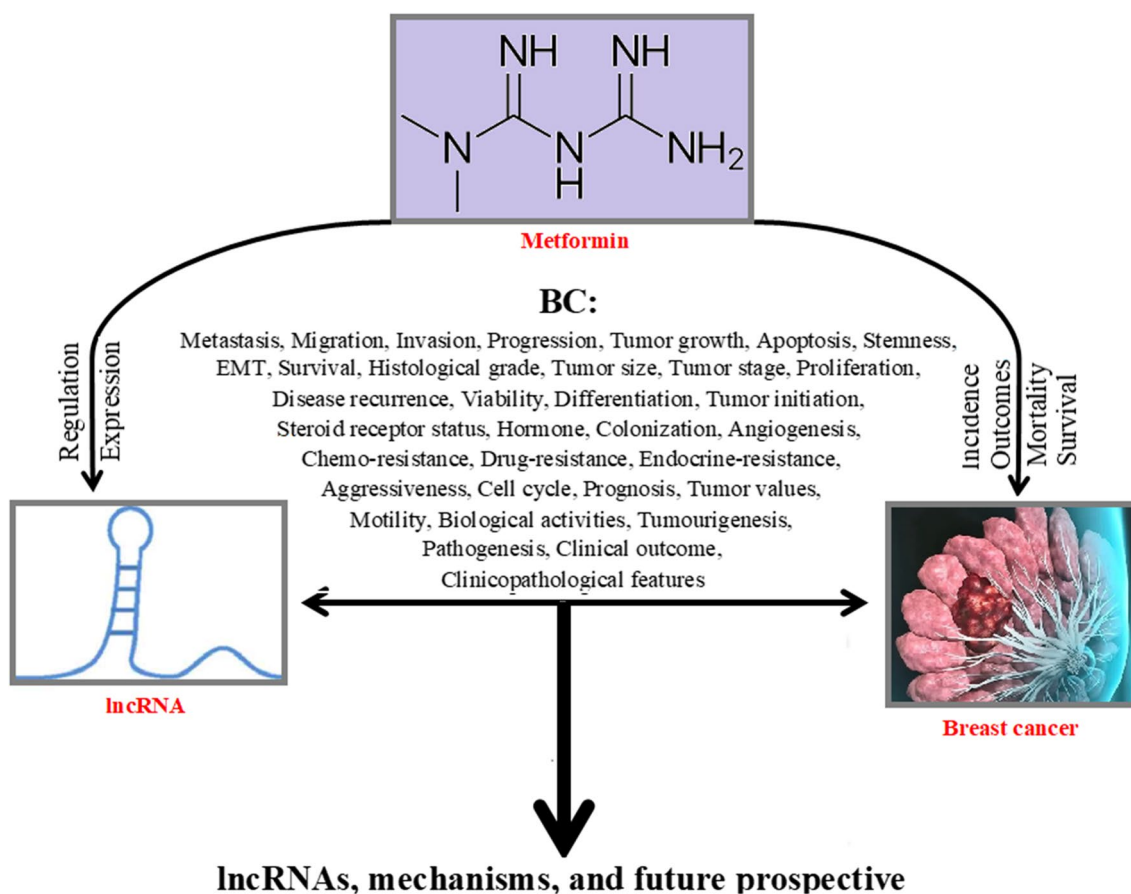 NH NH
N N NH2
H
Metformin
BC:
Metastasis, Migration, Invasion, Progression, Tumor growth, Apoptosis, Stemness,
EMT, Survival, Histological grade, Tumor size, Tumor stage, Proliferation,
Disease recurrence, Viability, Differentiation, Tumor initiation,
Steroid receptor status, Hormone, Colonization, Angiogenesis,
Chemo-resistance, Drug-resistance, Endocrine-resistance,
Aggressiveness, Cell cycle, Prognosis, Tumor values,
Motility, Biological activities, Tumourigenesis,
Pathogenesis, Clinical outcome,
Clinicopathological features
Regulation
Expression
Incidence
Outcomes
Mortality
Survival
lncRNA
Breast cancer
lncRNAs, mechanisms, and future prospective